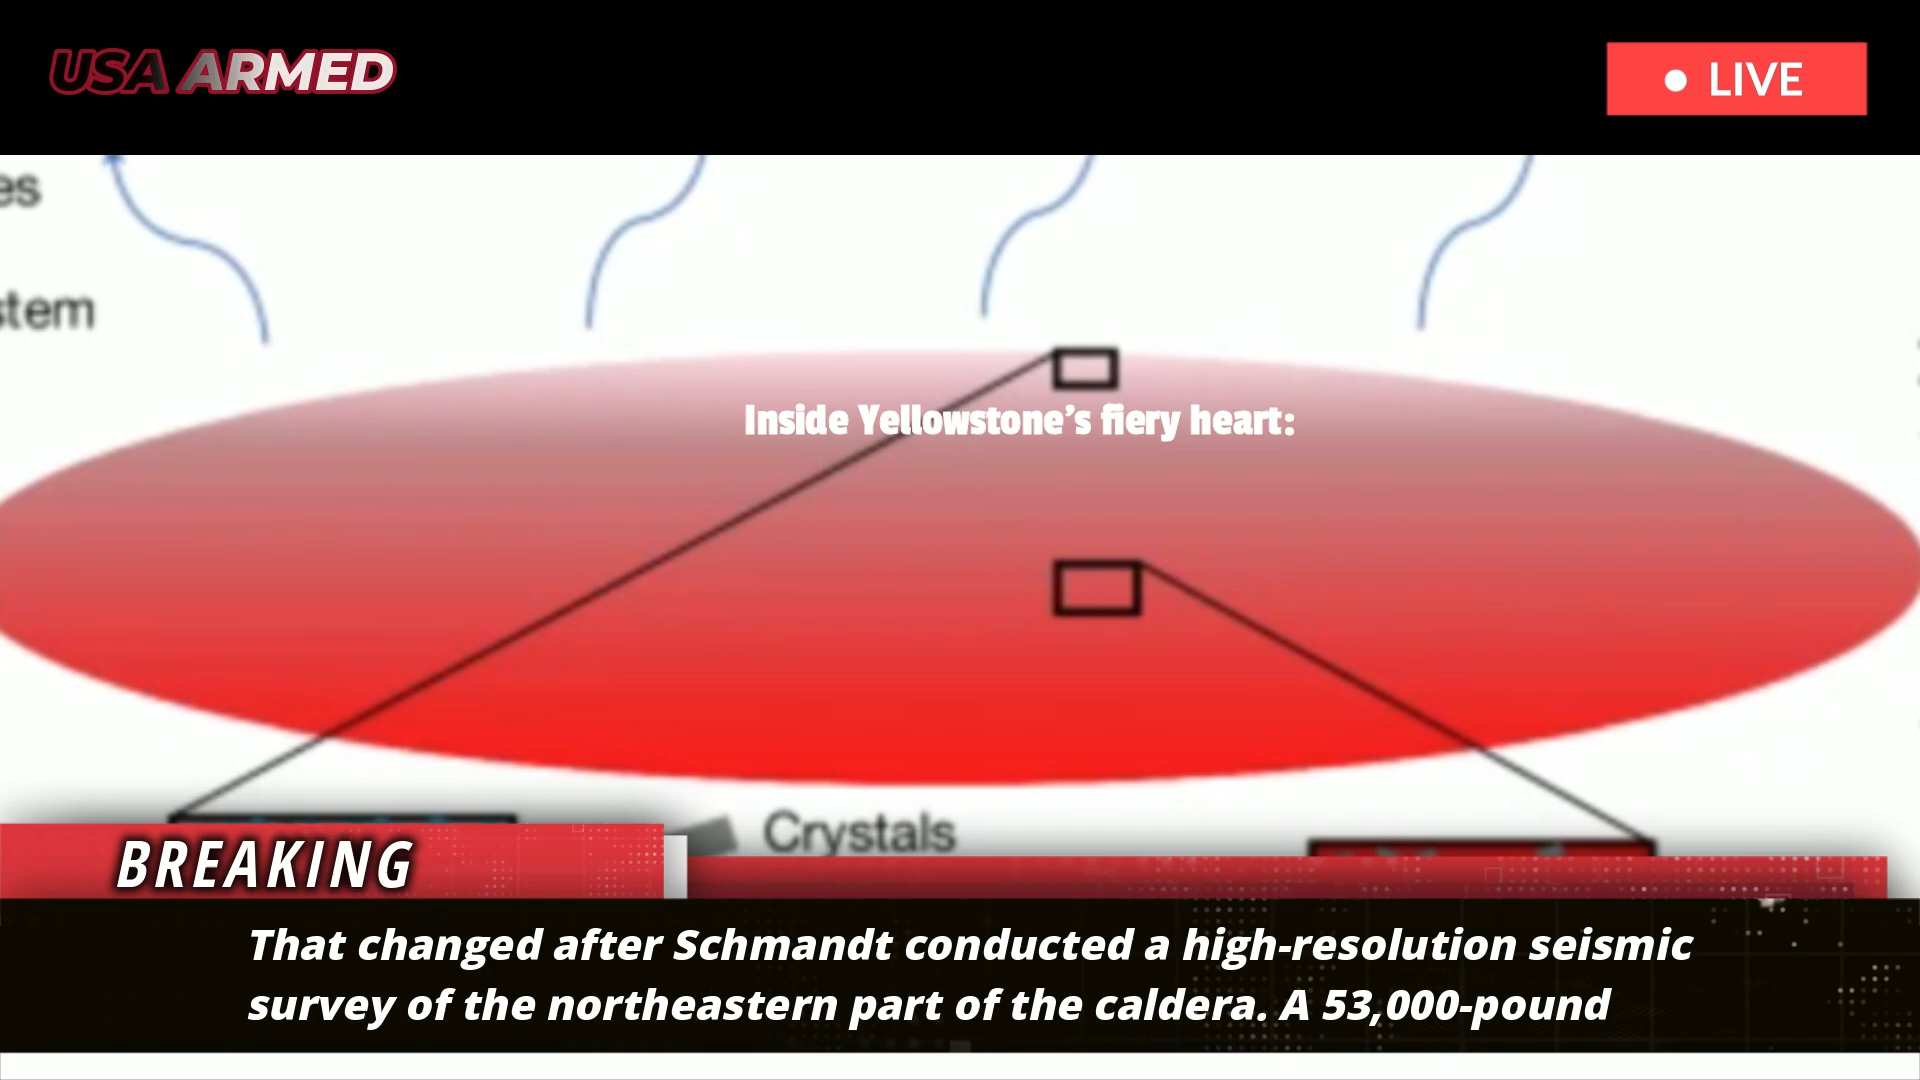 USA ARMED
LIVE
es
stem
Inside Yellowstone's fiery heart:
Crystals
BREAKING
That changed after Schmandt conducted a high-resolution seismic
survey of the northeastern part of the caldera. A 53,000-pound